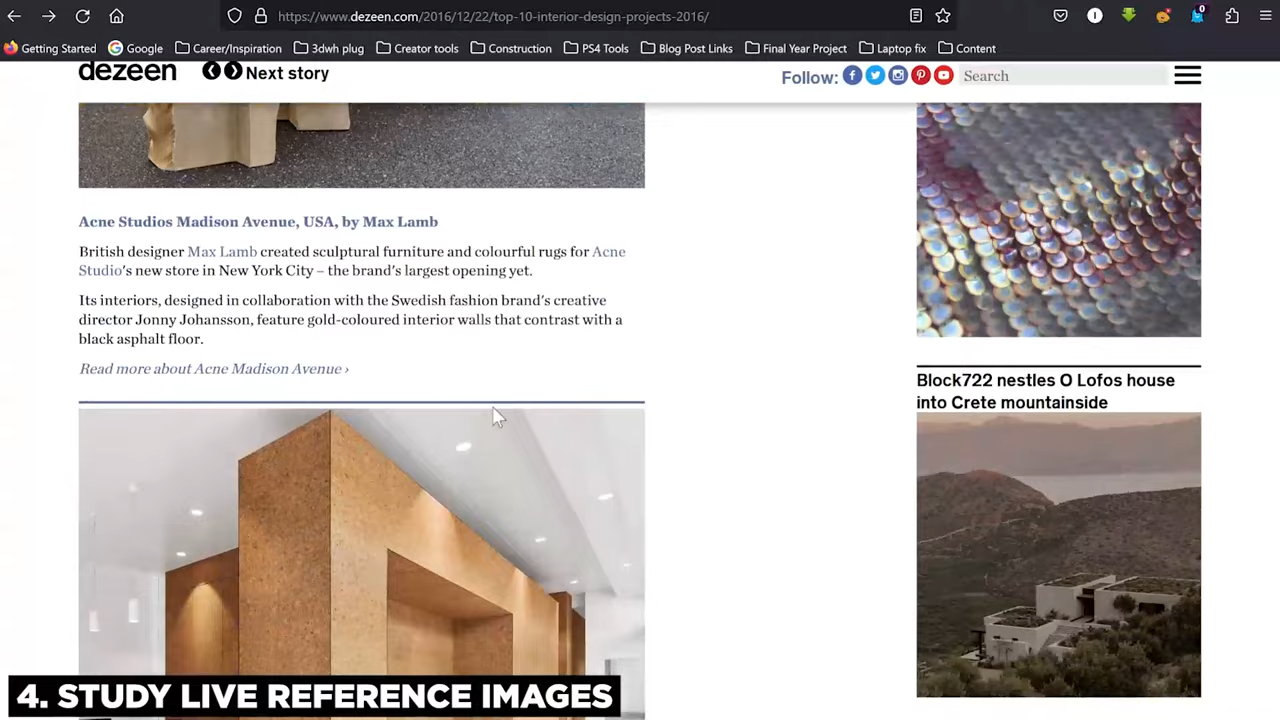 https://www.dezeen.com/2016/12/22/top-10-interior-design-projects-2016/
0
Getting Started
Google
Career/Inspiration
3dwh plug
Creator tools
Construction
PS4 Tools
Blog Post Links
Final Year Project
Laptop fix
Content
dezeen
Next story
Follow:
Search
Acne Studios Madison Avenue, USA, by Max Lamb
British designer Max Lamb created sculptural furniture and colourful rugs for Acne
Studio's new store in New York City – the brand's largest opening yet.
Its interiors, designed in collaboration with the Swedish fashion brand's creative
director Jonny Johansson, feature gold-coloured interior walls that contrast with a
black asphalt floor.
Read more about Acne Madison Avenue ›
Block722 nestles O Lofos house
into Crete mountainside
4. STUDY LIVE REFERENCE IMAGES